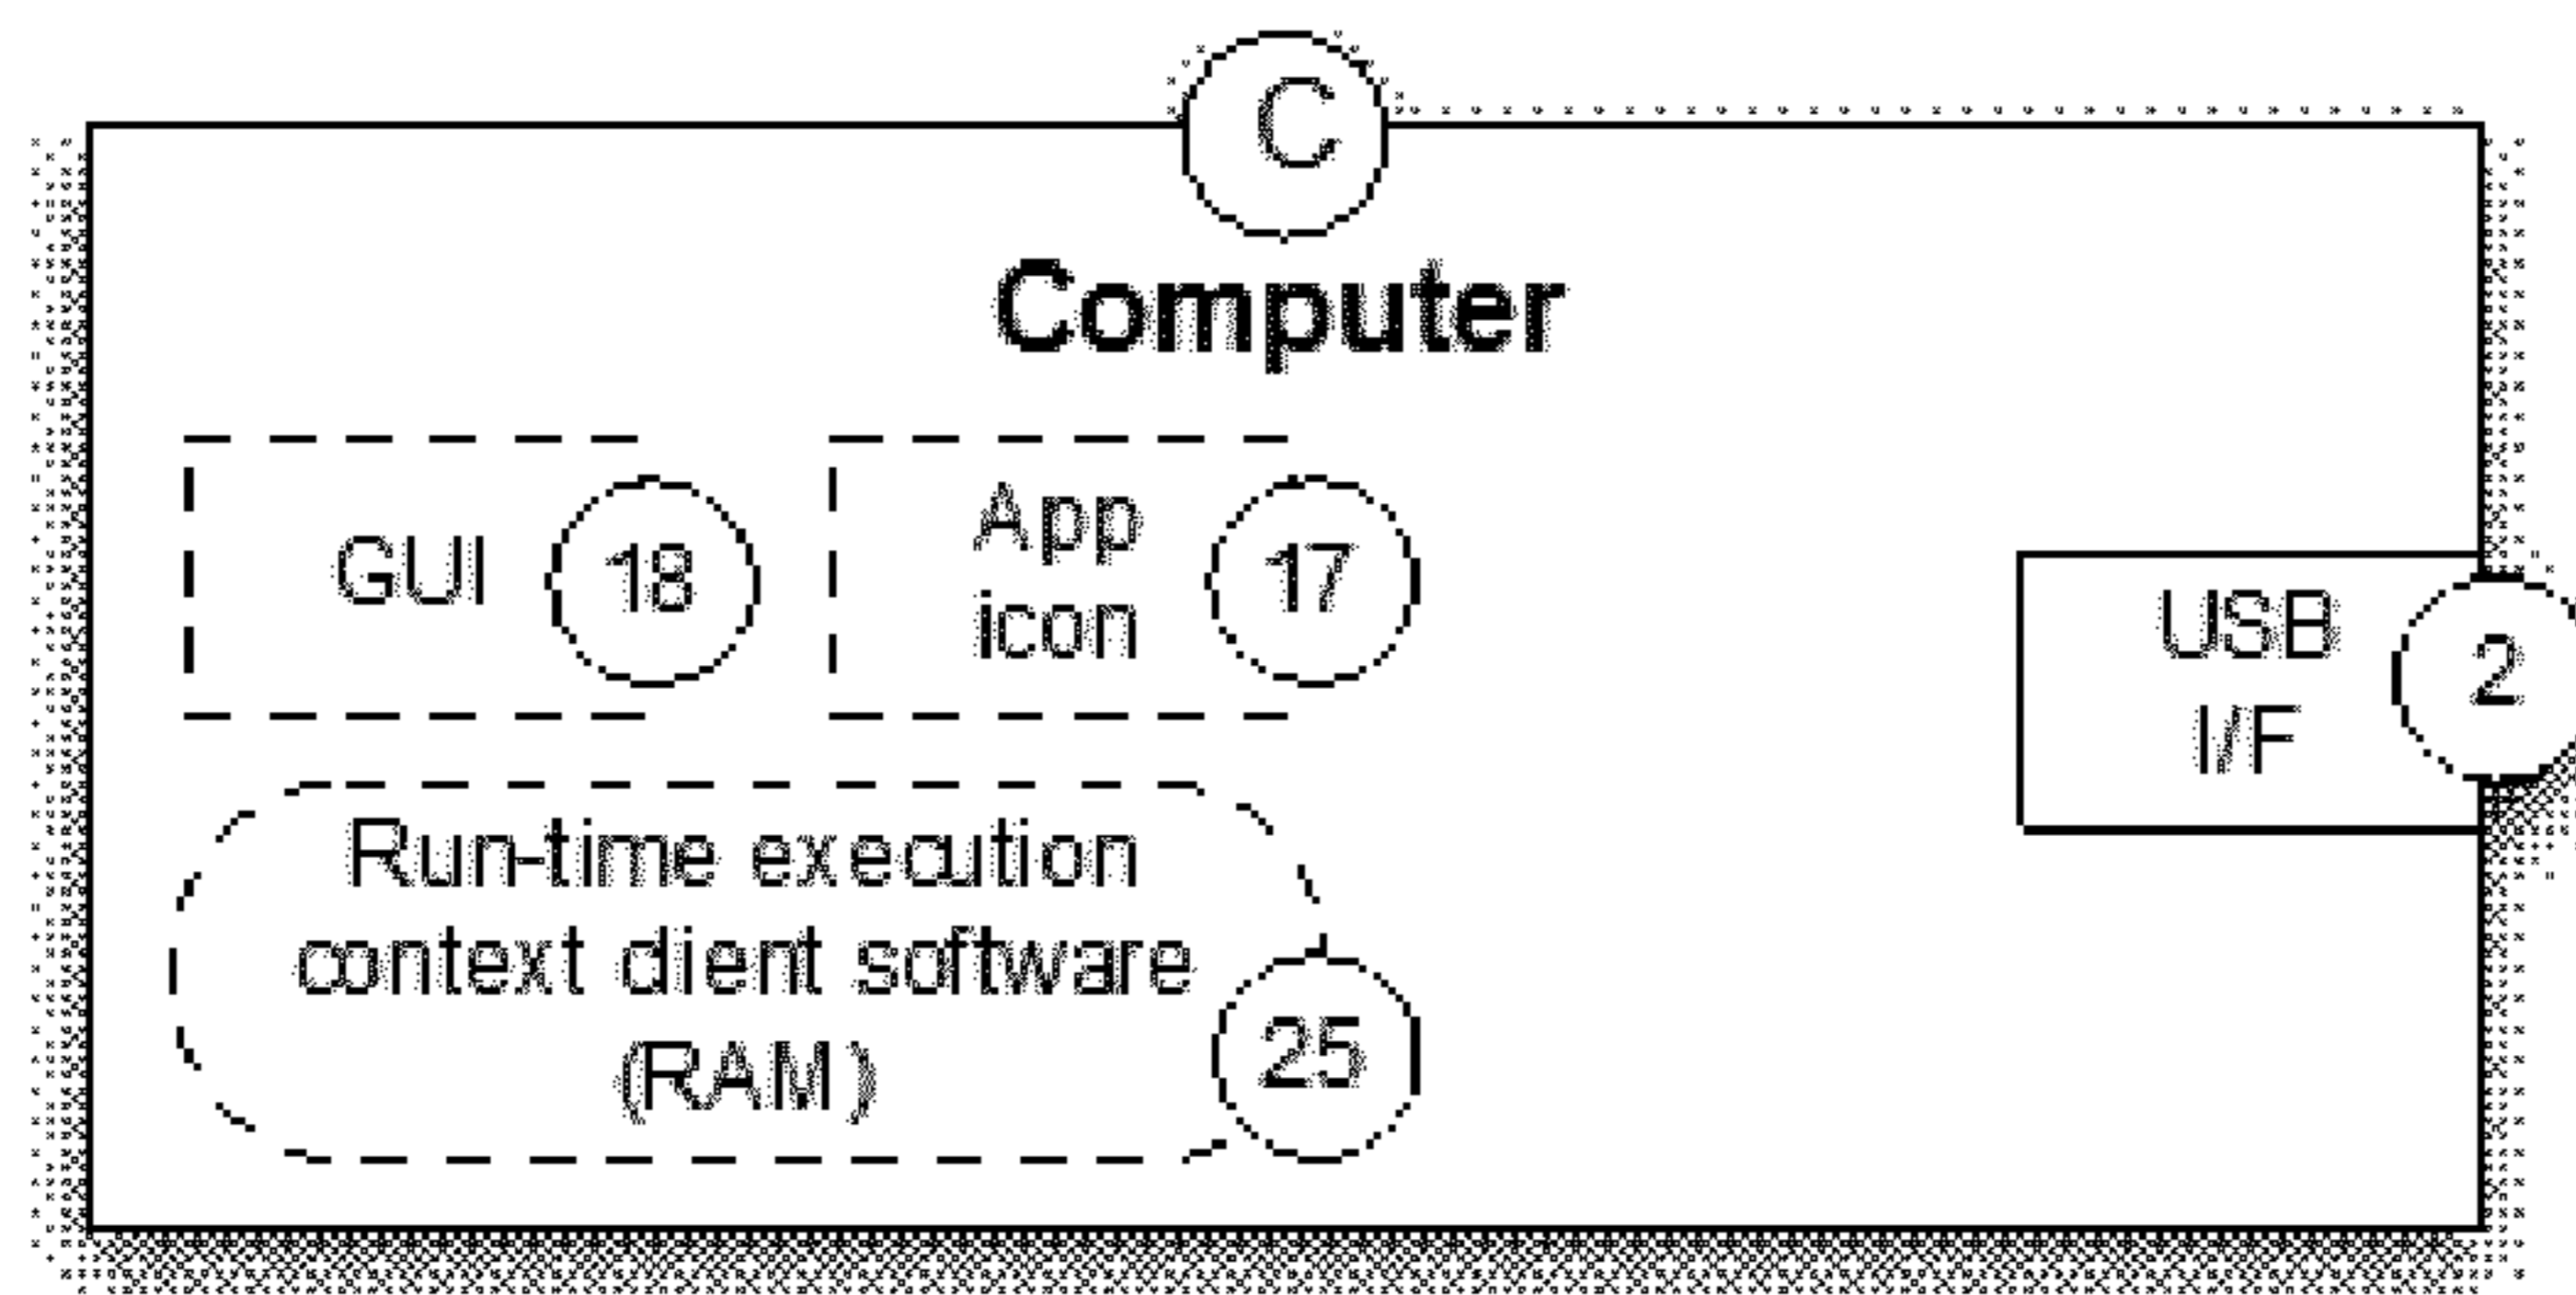 C
Computer
GUI
18
App
icon
17
USB
I/F
2
Run-time execution
context client software
(RAM)
25